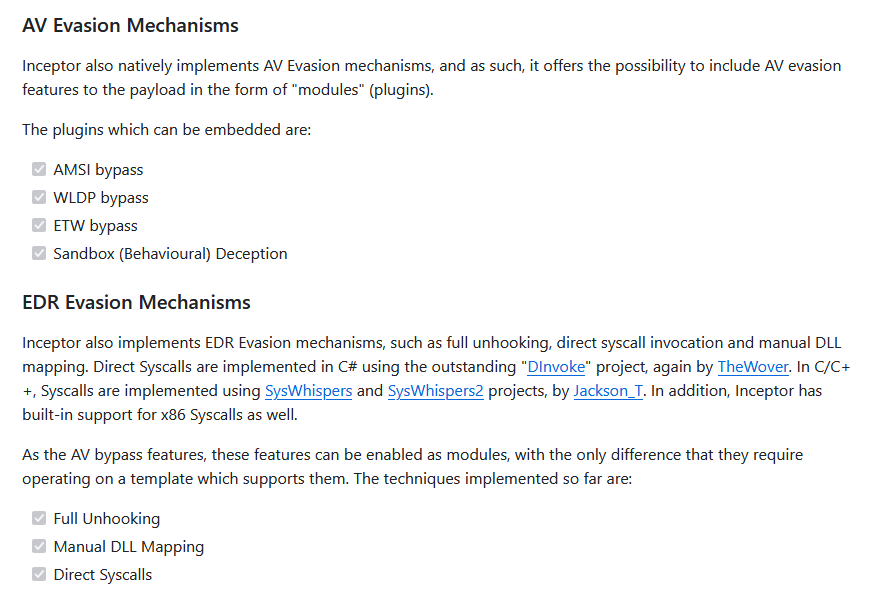 AV Evasion Mechanisms
Inceptor also natively implements AV Evasion mechanisms, and as such, it offers the possibility to include AV evasion
features to the payload in the form of "modules" (plugins).
The plugins which can be embedded are:
AMSI bypass
WLDP bypass
ETW bypass
Sandbox (Behavioural) Deception
EDR Evasion Mechanisms
Inceptor also implements EDR Evasion mechanisms, such as full unhooking, direct syscall invocation and manual DLL
mapping. Direct Syscalls are implemented in C# using the outstanding "DInvoke" project, again by TheWover. In C/C+
+, Syscalls are implemented using SysWhispers and SysWhispers2 projects, by Jackson_T. In addition, Inceptor has
built-in support for x86 Syscalls as well.
As the AV bypass features, these features can be enabled as modules, with the only difference that they require
operating on a template which supports them. The techniques implemented so far are:
Full Unhooking
Manual DLL Mapping
Direct Syscalls